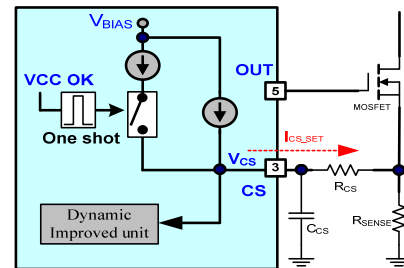 VBIAS
VCC OK
One shot
OUT
5
MOSFET
ICS_SET
VCS
3
CS
RCS
CCS
RSENSE
Dynamic
Improved unit